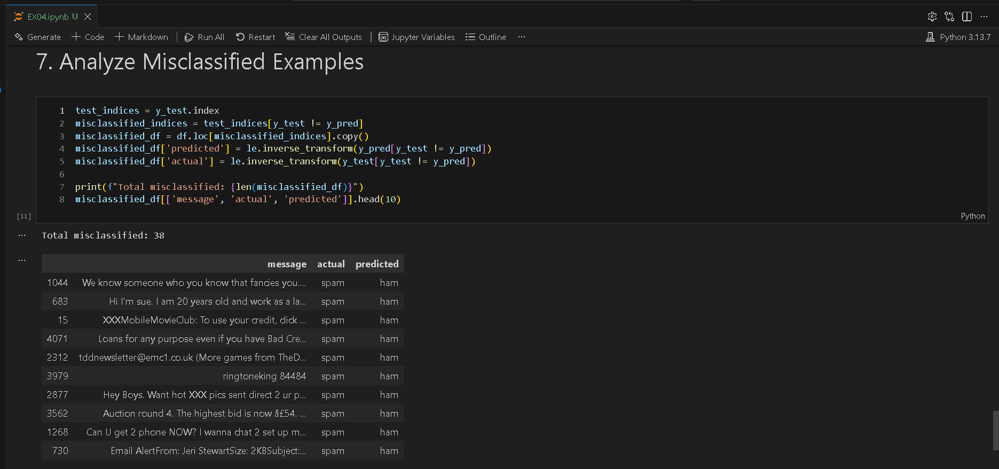 EX04.ipynb U
Generate Code Markdown Run All Restart Clear All Outputs Jupyter Variables Outline ... Python 3.13.7
7. Analyze Misclassified Examples
1 test_indices = y_test.index
2 misclassified_indices = test_indices[y_test != y_pred]
3 misclassified_df = df.loc[misclassified_indices].copy()
4 misclassified_df['predicted'] = le.inverse_transform(y_pred[y_test != y_pred])
5 misclassified_df['actual'] = le.inverse_transform(y_test[y_test != y_pred])
6
7 print(f"Total misclassified: {len(misclassified_df)}")
8 misclassified_df[['message', 'actual', 'predicted']].head(10)
[11] Python
... Total misclassified: 38
...
message actual predicted
1044 We know someone who you know that fancies you.... spam ham
683 Hi I'm sue. I am 20 years old and work as a la... spam ham
15 XXXMobileMovieClub: To use your credit, click ... spam ham
4071 Loans for any purpose even if you have Bad Cre... spam ham
2312 tddnewsletter@emc1.co.uk (More games from TheD... spam ham
3979 ringtoneking 84484 spam ham
2877 Hey Boys. Want hot XXX pics sent direct 2 ur p... spam ham
3562 Auction round 4. The highest bid is now å£54. ... spam ham
1268 Can U get 2 phone NOW? I wanna chat 2 set up m... spam ham
730 Email AlertFrom: Jeri StewartSize: 2KBSubject:... spam ham